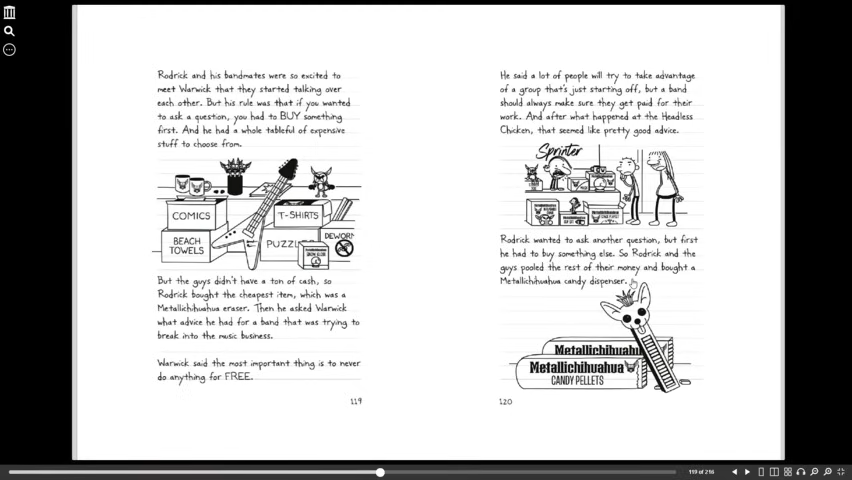 Rodrick and his bandmates were so excited to
meet Warwick that they started talking over
each other. But his rule was that if you wanted
to ask a question, you had to BUY something
first. And he had a whole tableful of expensive
stuff to choose from.
COMICS
T-SHIRTS
BEACH
TOWELS
PUZZL
DEWORM
But the guys didn't have a ton of cash, so
Rodrick bought the cheapest item, which was a
Metallichihuahua eraser. Then he asked Warwick
what advice he had for a band that was trying to
break into the music business.
Warwick said the most important thing is to never
do anything for FREE.
119
He said a lot of people will try to take advantage
of a group that's just starting off, but a band
should always make sure they get paid for their
work. And after what happened at the Headless
Chicken, that seemed like pretty good advice.
Sprinter
Rodrick wanted to ask another question, but first
he had to buy something else. So Rodrick and the
guys pooled the rest of their money and bought a
Metallichihuahua candy dispenser.
Metallichihuahua
Metallichihuahua
CANDY PELLETS
120
119 of 216